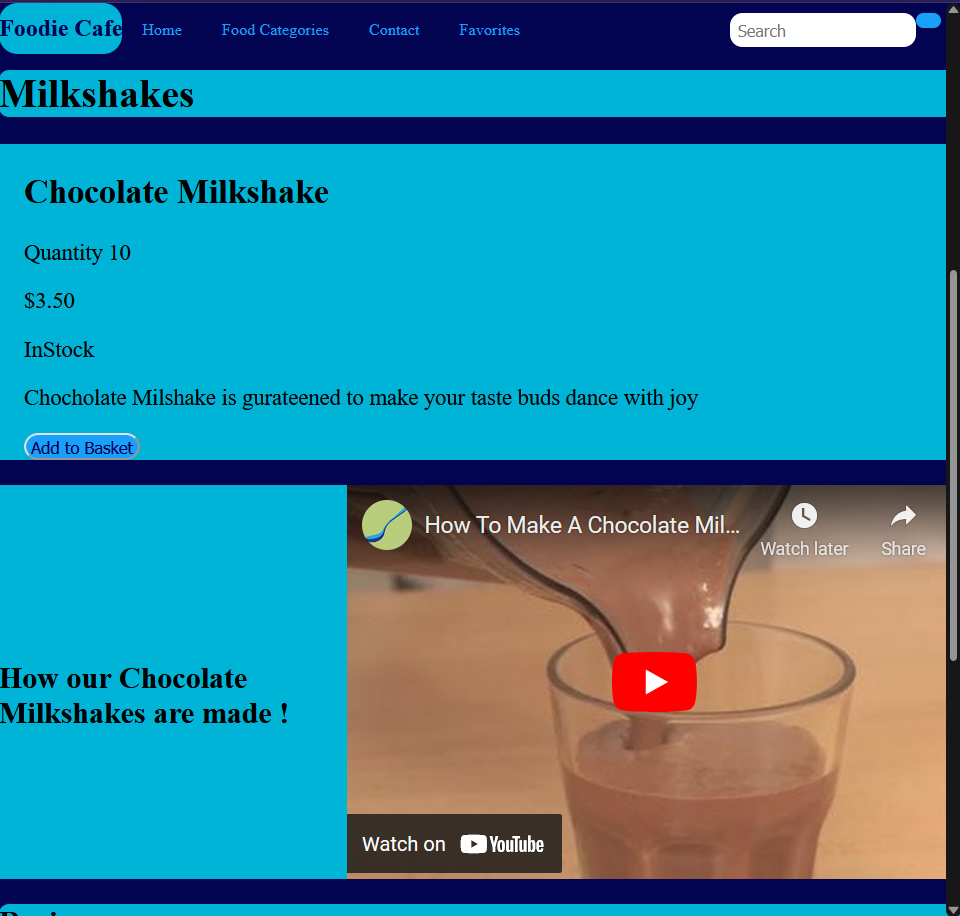 Foodie Cafe
Home
Food Categories
Contact
Favorites
Search
Milkshakes
Chocolate Milkshake
Quantity 10
$3.50
InStock
Chocholate Milshake is gurateened to make your taste buds dance with joy
Add to Basket
How To Make A Chocolate Mil...
Watch later
Share
How our Chocolate
Milkshakes are made !
Watch on YouTube